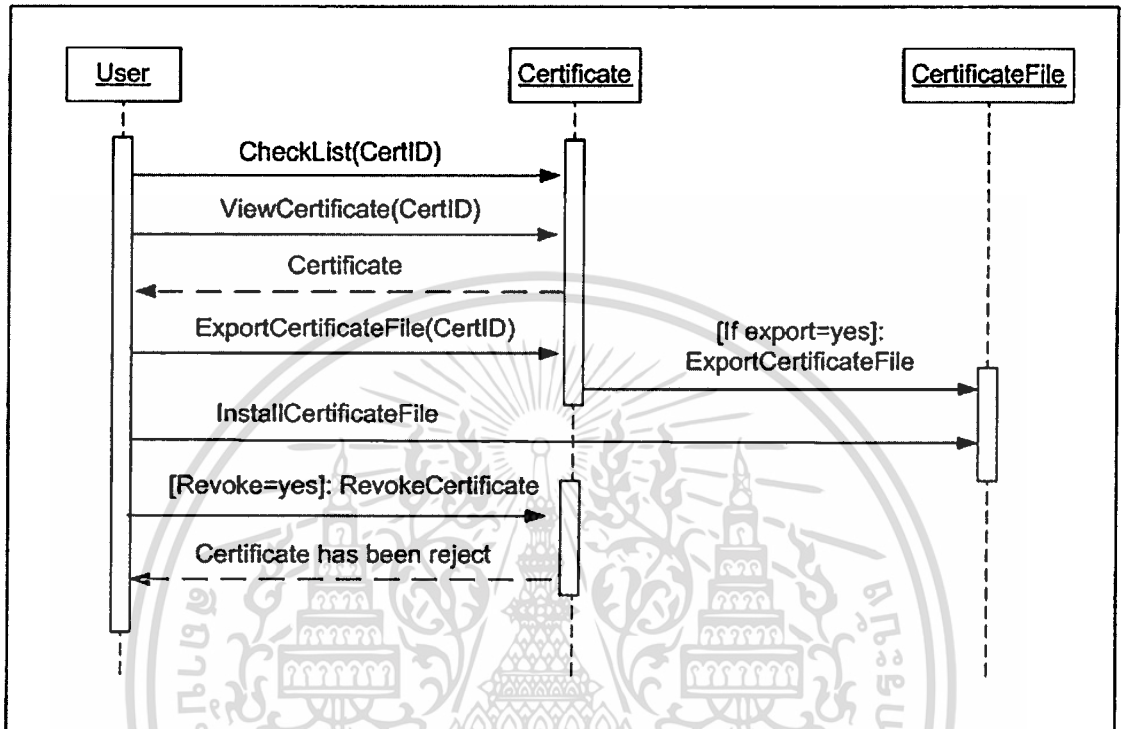 User
Certificate
CertificateFile
CheckList(CertID)
ViewCertificate(CertID)
Certificate
ExportCertificateFile(CertID)
[If export=yes]:
ExportCertificateFile
InstallCertificateFile
[Revoke=yes]: RevokeCertificate
Certificate has been reject